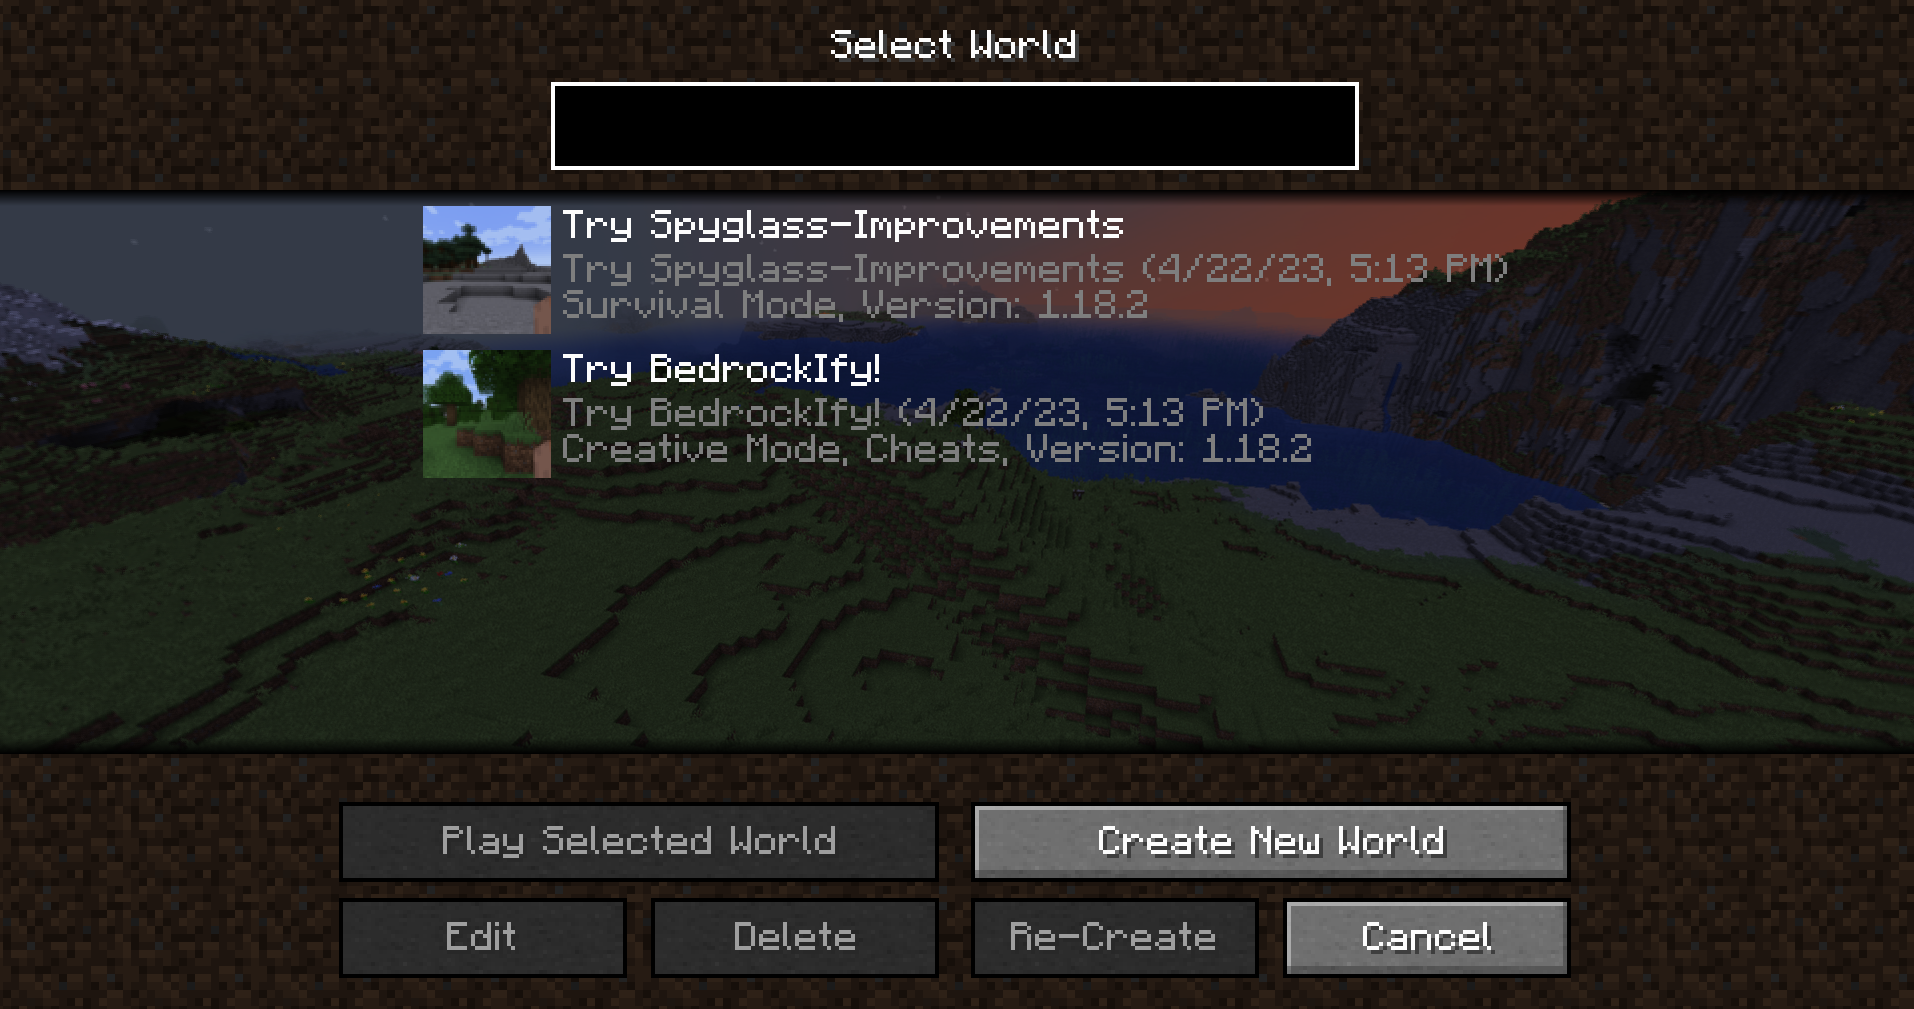 Select World
Try Spyglass-Improvements
Try Spyglass-Improvements (4/22/23, 5:13 PM)
Survival Mode, Version: 1.18.2
Try BedrockIfy!
Try BedrockIfy! (4/22/23, 5:13 PM)
Creative Mode, Cheats, Version: 1.18.2
Play Selected World
Create New World
Edit
Delete
Re-Create
Cancel